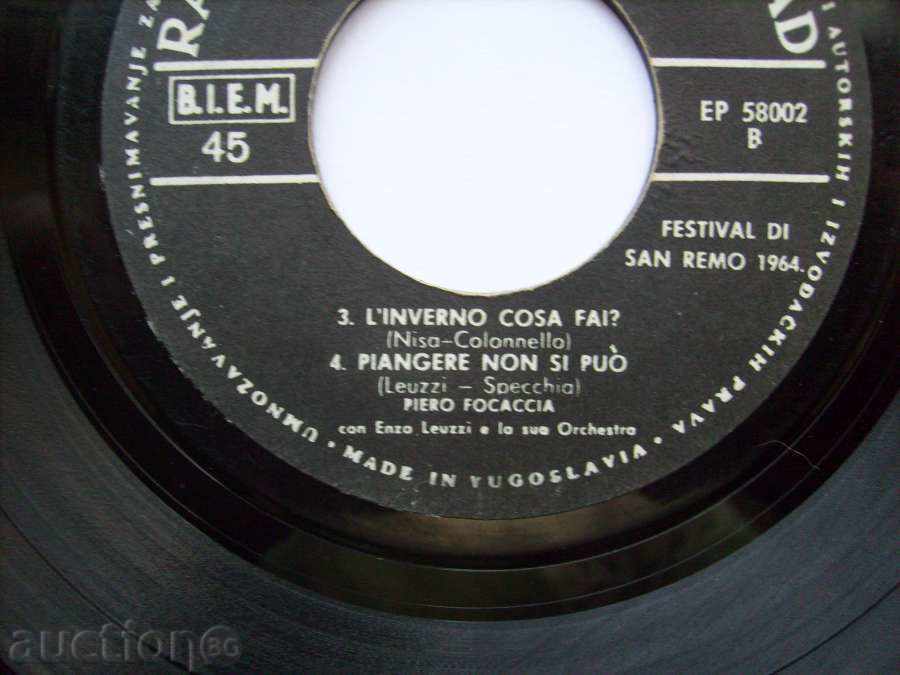 B.I.E.M.
45
EP 58002
B
FESTIVAL DI
SAN REMO 1964.
3. L'INVERNO COSA FAI?
(Nisa-Colonnello)
4. PIANGERE NON SI PUÒ
(Leuzzi - Specchia)
PIERO FOCACCIA
con Enzo Leuzzi e la sua Orchestra
I AUTORSKIH I IZVOĐAČKIH PRAVA • UMNOŽAVANJE I PRESNIMAVANJE ZA
• MADE IN YUGOSLAVIA •
auction BG